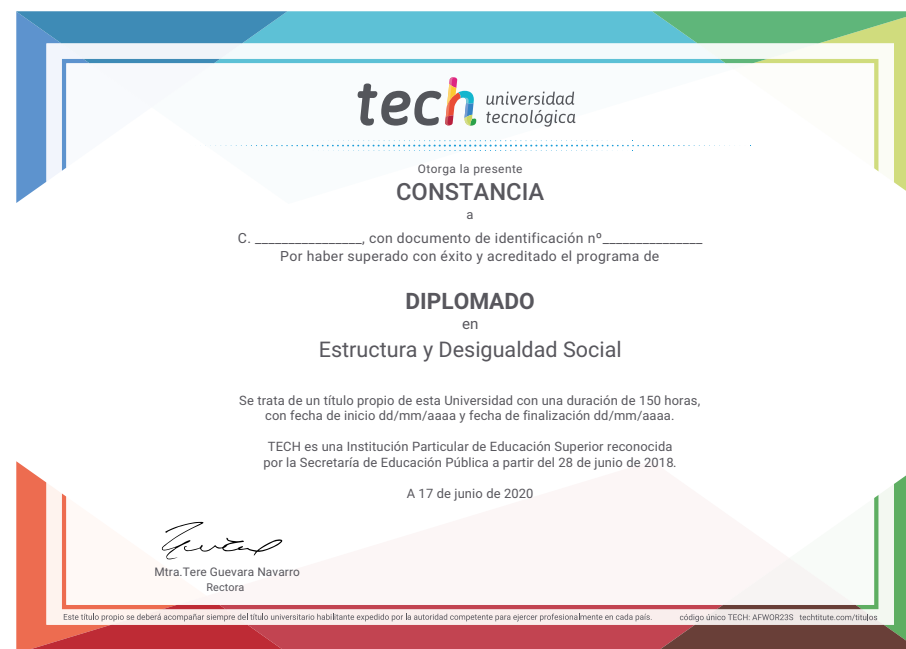 tech universidad
tecnológica
Otorga la presente
CONSTANCIA
a
C. ________________, con documento de identificación nº_______________
Por haber superado con éxito y acreditado el programa de
DIPLOMADO
en
Estructura y Desigualdad Social
Se trata de un título propio de esta Universidad con una duración de 150 horas,
con fecha de inicio dd/mm/aaaa y fecha de finalización dd/mm/aaaa.
TECH es una Institución Particular de Educación Superior reconocida
por la Secretaría de Educación Pública a partir del 28 de junio de 2018.
A 17 de junio de 2020
Mtra.Tere Guevara Navarro
Rectora
Este título propio se deberá acompañar siempre del título universitario habilitante expedido por la autoridad competente para ejercer profesionalmente en cada país. código único TECH: AFWOR23S techtitute.com/titulos